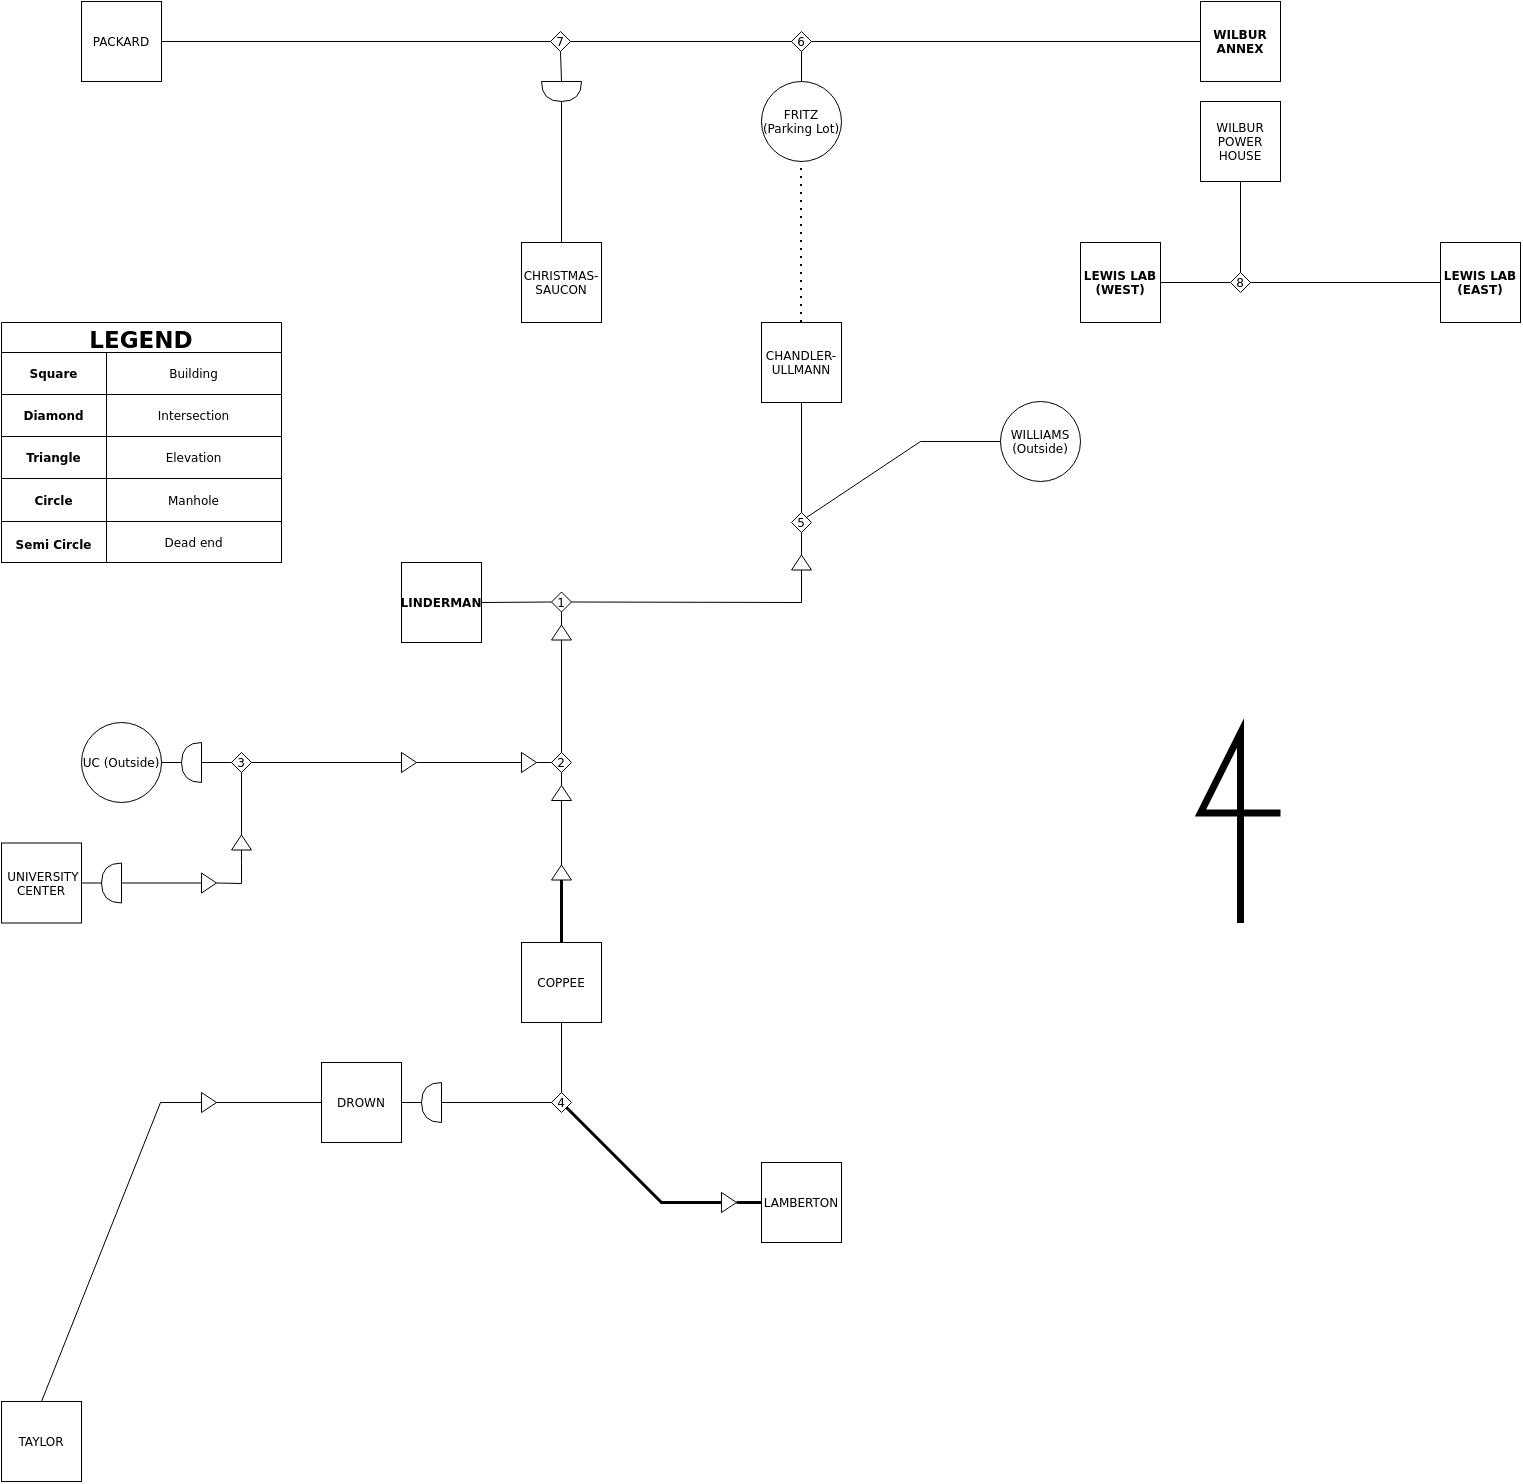 PACKARD
7
6
WILBUR
ANNEX
FRITZ
(Parking Lot)
WILBUR
POWER
HOUSE
CHRISTMAS-
SAUCON
LEWIS LAB
(WEST)
8
LEWIS LAB
(EAST)
LEGEND
Square Building
Diamond Intersection
Triangle Elevation
Circle Manhole
Semi Circle Dead end
CHANDLER-
ULLMANN
WILLIAMS
(Outside)
5
LINDERMAN
1
UC (Outside)
3
2
UNIVERSITY
CENTER
4
COPPEE
DROWN
4
LAMBERTON
TAYLOR